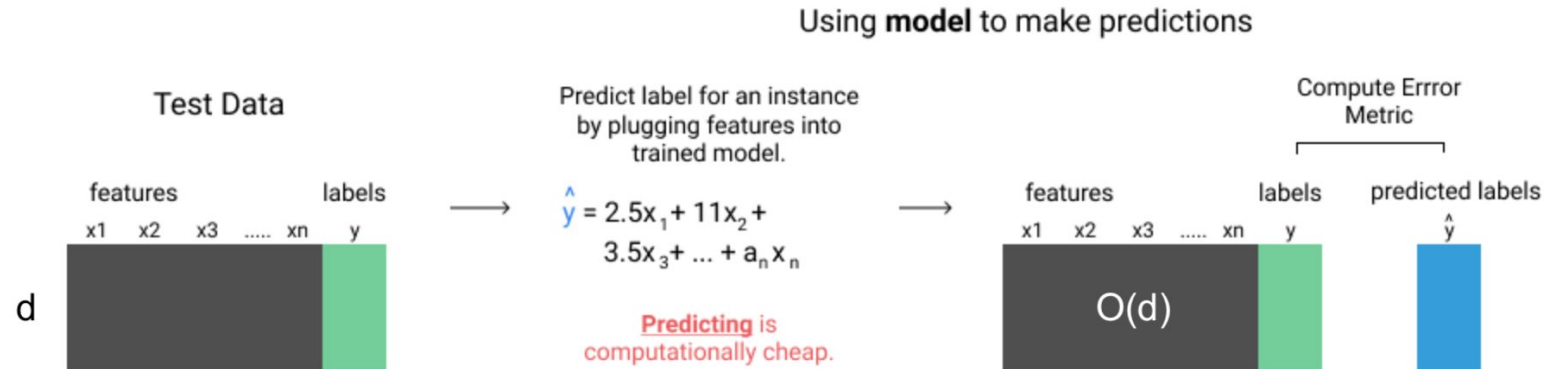 Using model to make predictions
Test Data
features labels
x1 x2 x3 ..... xn y
d
Predict label for an instance
by plugging features into
trained model.
ŷ = 2.5x₁+ 11x₂+
3.5x₃+ ... + aₙxₙ
Predicting is
computationally cheap.
Compute Errror
Metric
features labels predicted labels
x1 x2 x3 ..... xn y ŷ
O(d)